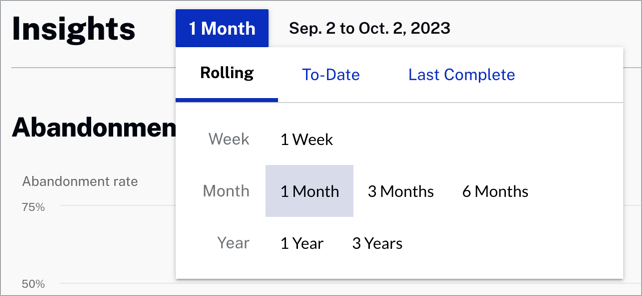 Insights 1 Month Sep. 2 to Oct. 2, 2023
Rolling To-Date Last Complete
Abandonmen
Week 1 Week
Abandonment rate
Month 1 Month 3 Months 6 Months
75%
Year 1 Year 3 Years
50%